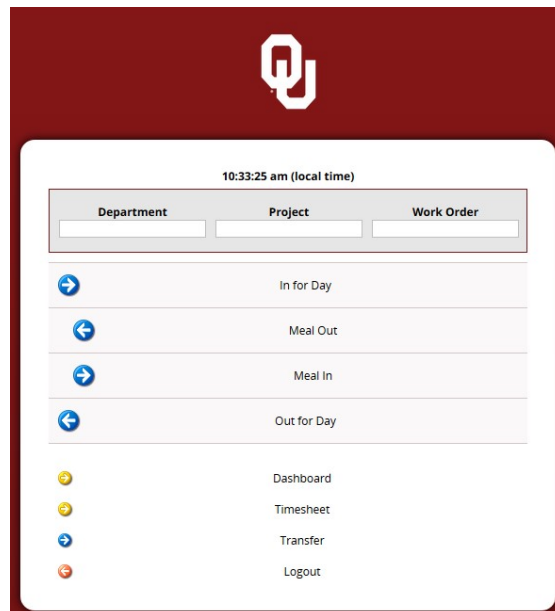 OU
10:33:25 am (local time)
Department Project Work Order
In for Day
Meal Out
Meal In
Out for Day
Dashboard
Timesheet
Transfer
Logout